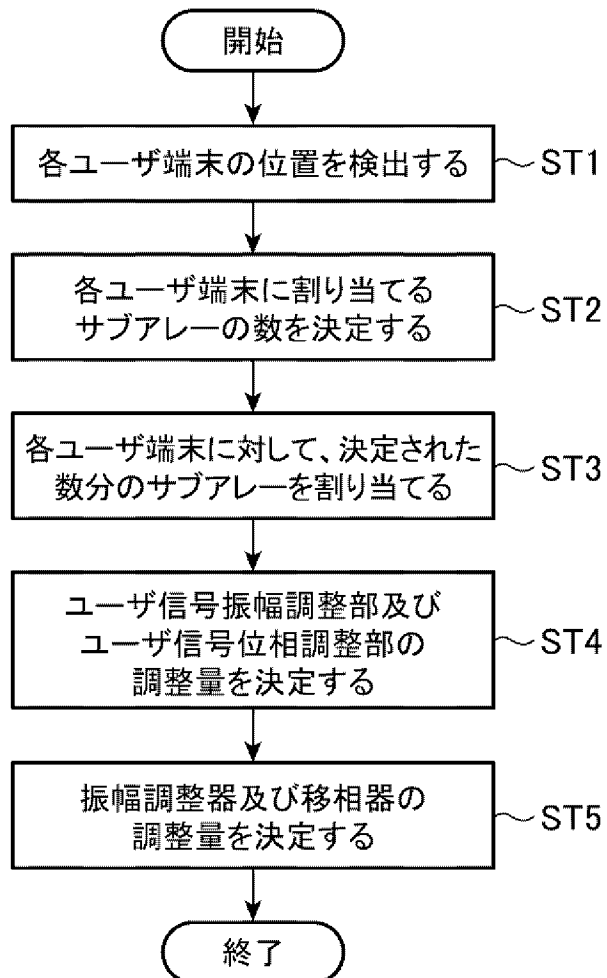 開始
各ユーザ端末の位置を検出する
ST1
各ユーザ端末に割り当てる
サブアレーの数を決定する
ST2
各ユーザ端末に対して、決定された
数分のサブアレーを割り当てる
ST3
ユーザ信号振幅調整部及び
ユーザ信号位相調整部の
調整量を決定する
ST4
振幅調整器及び移相器の
調整量を決定する
ST5
終了